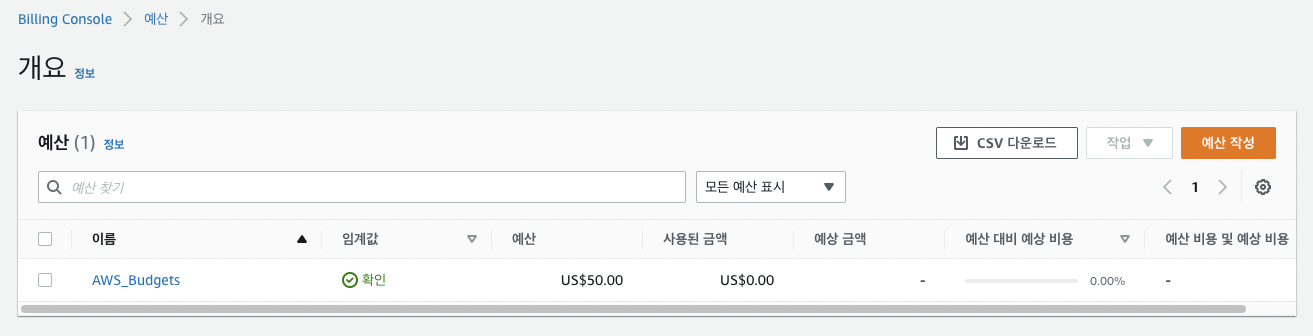 Billing Console > 예산 > 개요
개요 정보
예산 (1) 정보
CSV 다운로드 작업 예산 작성
예산 찾기 모든 예산 표시 1
이름 임계값 예산 사용된 금액 예상 금액 예산 대비 예상 비용 예산 비용 및 예상 비용
AWS_Budgets 확인 US$50.00 US$0.00 - 0.00% -